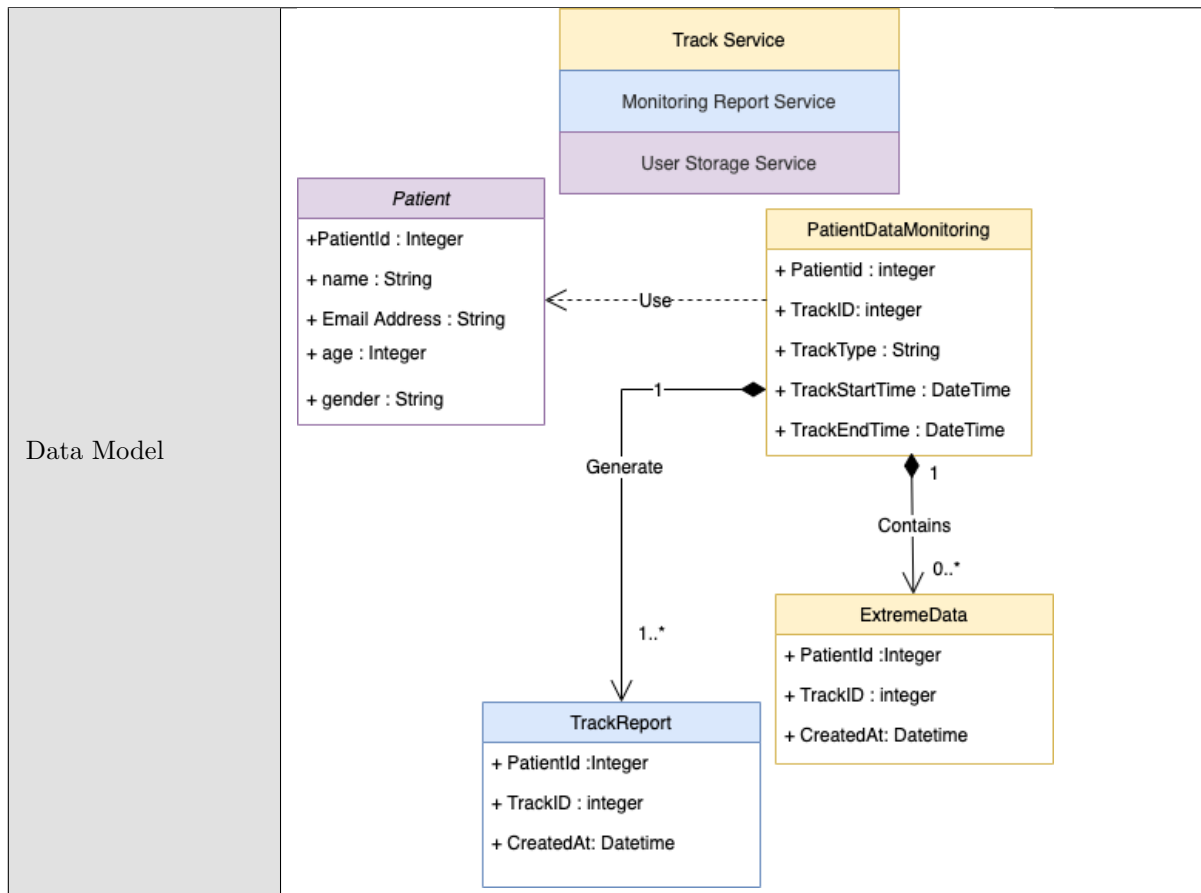 Data Model
Track Service
Monitoring Report Service
User Storage Service
Patient
+PatientId : Integer
+ name : String
+ Email Address : String
+ age : Integer
+ gender : String
Use
PatientDataMonitoring
+ Patientid : integer
+ TrackID: integer
+ TrackType : String
+ TrackStartTime : DateTime
+ TrackEndTime : DateTime
1
Generate
1..*
1
Contains
0..*
ExtremeData
+ PatientId :Integer
+ TrackID : integer
+ CreatedAt: Datetime
TrackReport
+ PatientId :Integer
+ TrackID : integer
+ CreatedAt: Datetime